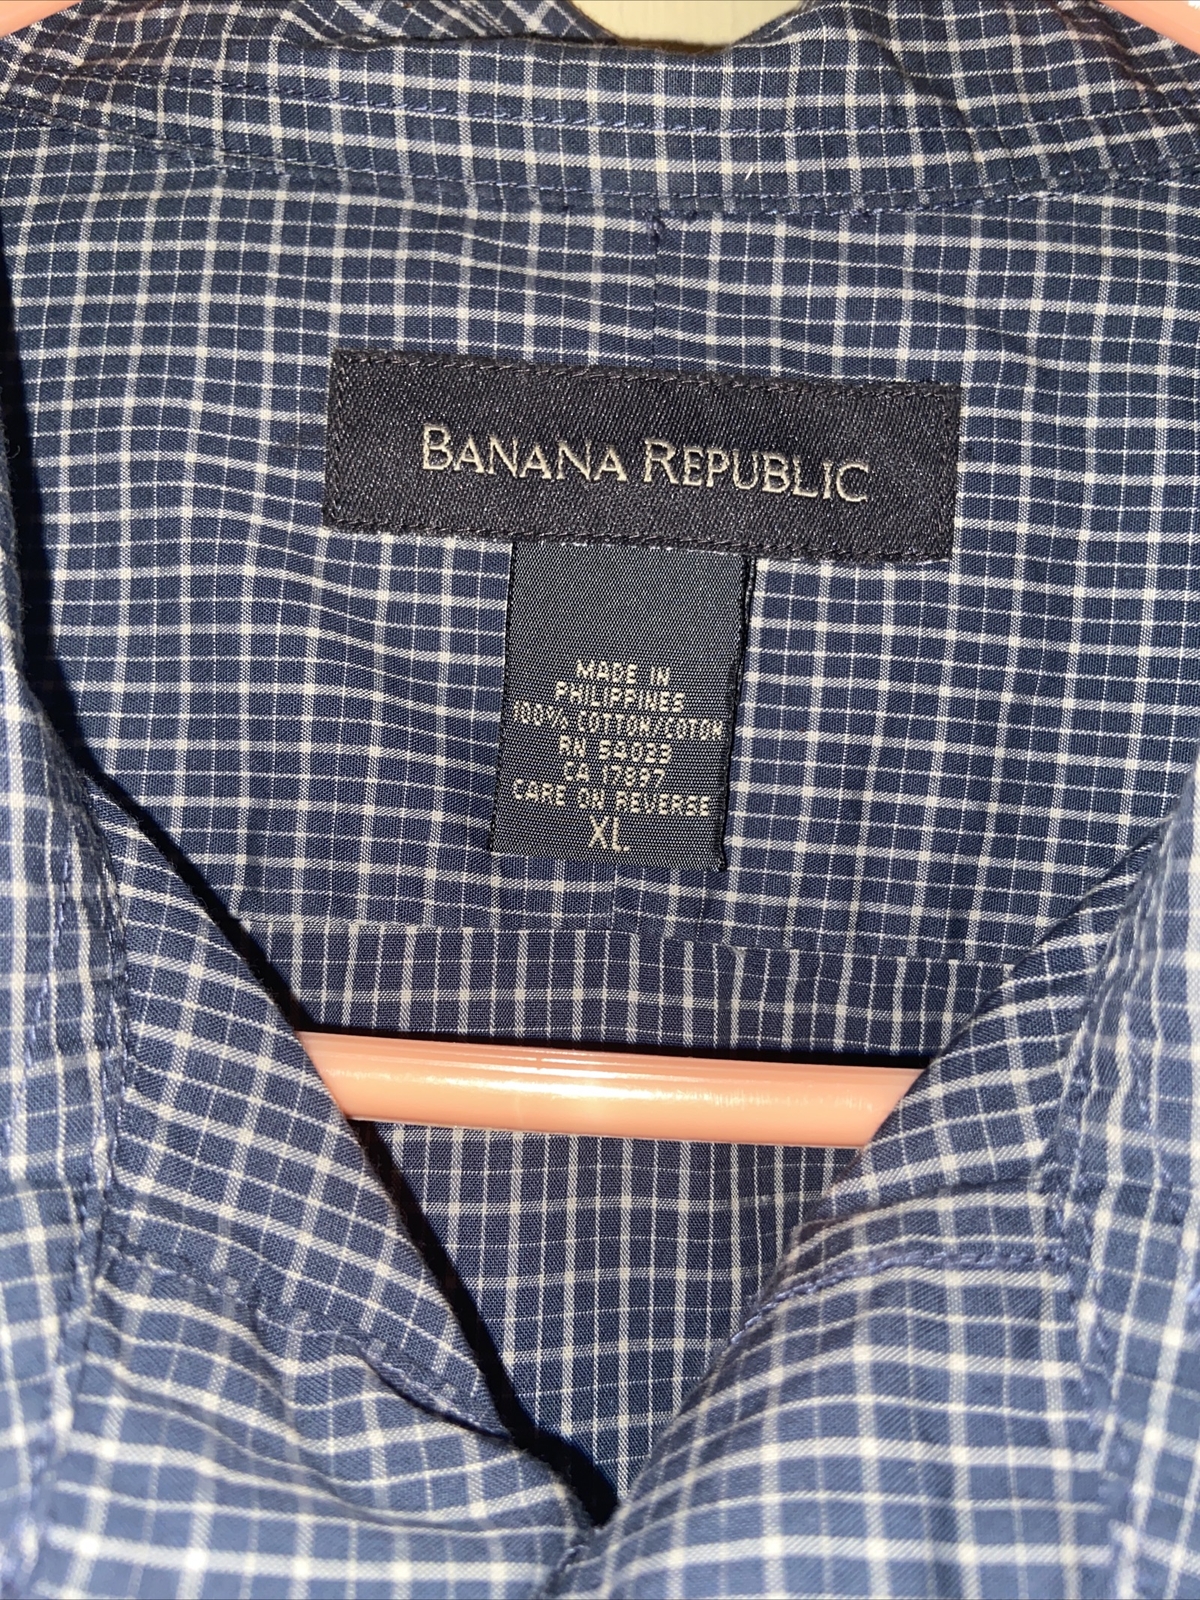 BANANA REPUBLIC
MADE IN
PHILIPPINES
100% COTTON/COTON
RN 54023
CA 17897
CARE ON REVERSE
XL